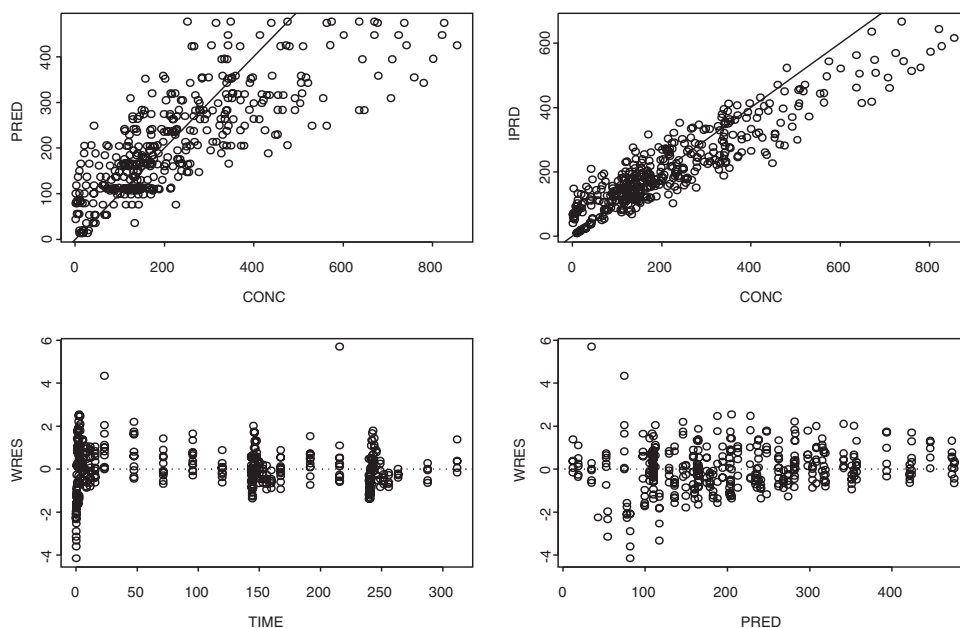 PRED
0 100 200 300 400
0 200 400 600 800
CONC
IPRD
0 200 400 600
0 200 400 600 800
CONC
WRES
-4 -2 0 2 4 6
0 50 100 150 200 250 300
TIME
WRES
-4 -2 0 2 4 6
0 100 200 300 400
PRED